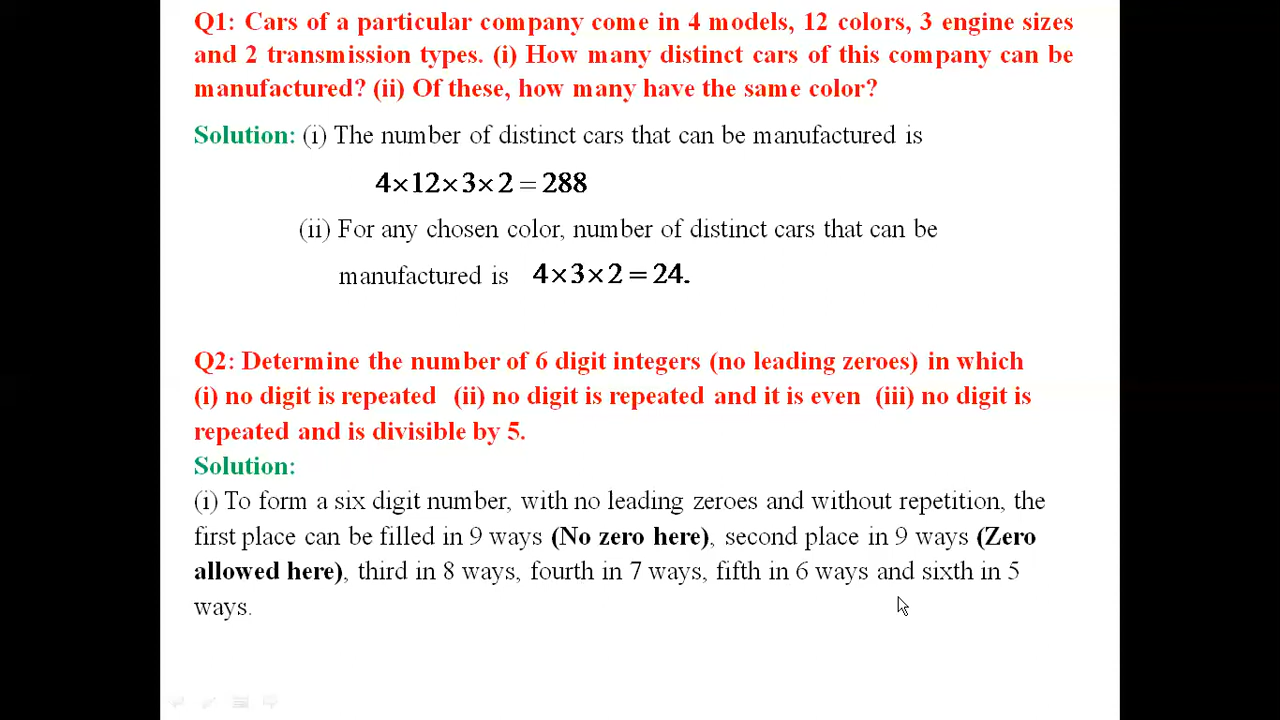 Q1: Cars of a particular company come in 4 models, 12 colors, 3 engine sizes
and 2 transmission types. (i) How many distinct cars of this company can be
manufactured? (ii) Of these, how many have the same color?
Solution: (i) The number of distinct cars that can be manufactured is
4×12×3×2=288
(ii) For any chosen color, number of distinct cars that can be
manufactured is 4×3×2=24.
Q2: Determine the number of 6 digit integers (no leading zeroes) in which
(i) no digit is repeated (ii) no digit is repeated and it is even (iii) no digit is
repeated and is divisible by 5.
Solution:
(i) To form a six digit number, with no leading zeroes and without repetition, the
first place can be filled in 9 ways (No zero here), second place in 9 ways (Zero
allowed here), third in 8 ways, fourth in 7 ways, fifth in 6 ways and sixth in 5
ways.